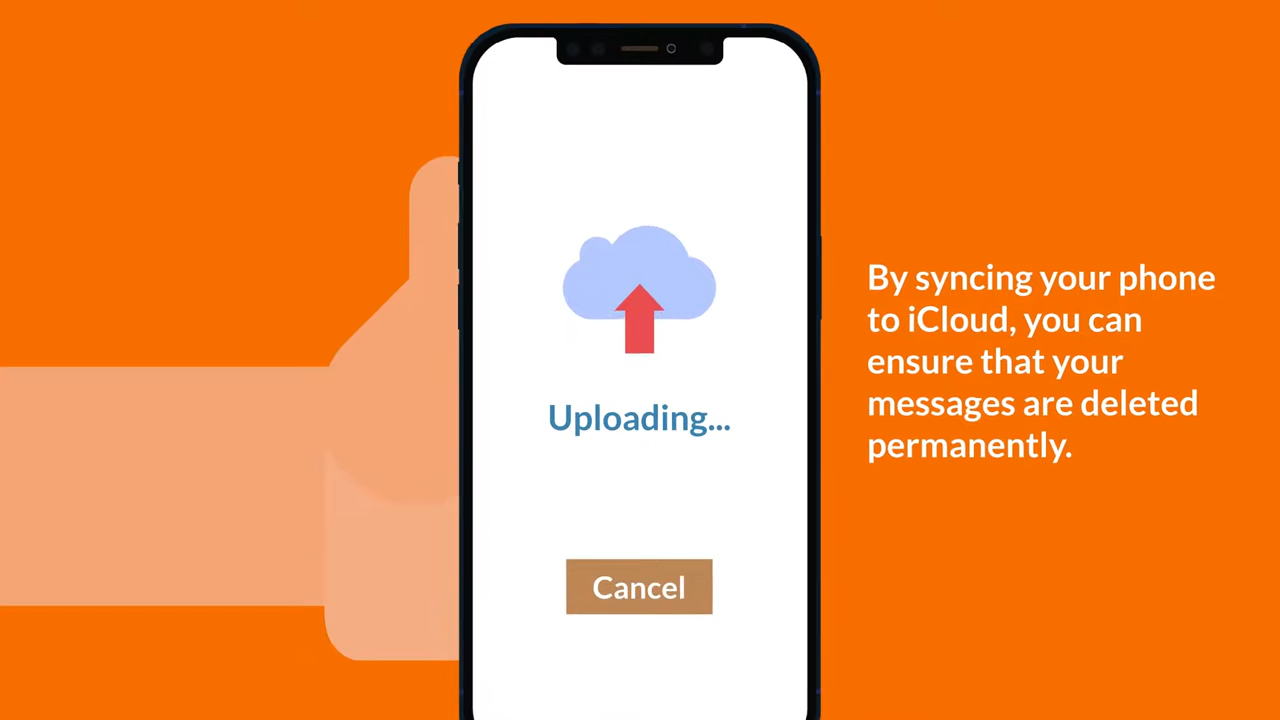 Uploading...
Cancel
By syncing your phone
to iCloud, you can
ensure that your
messages are deleted
permanently.